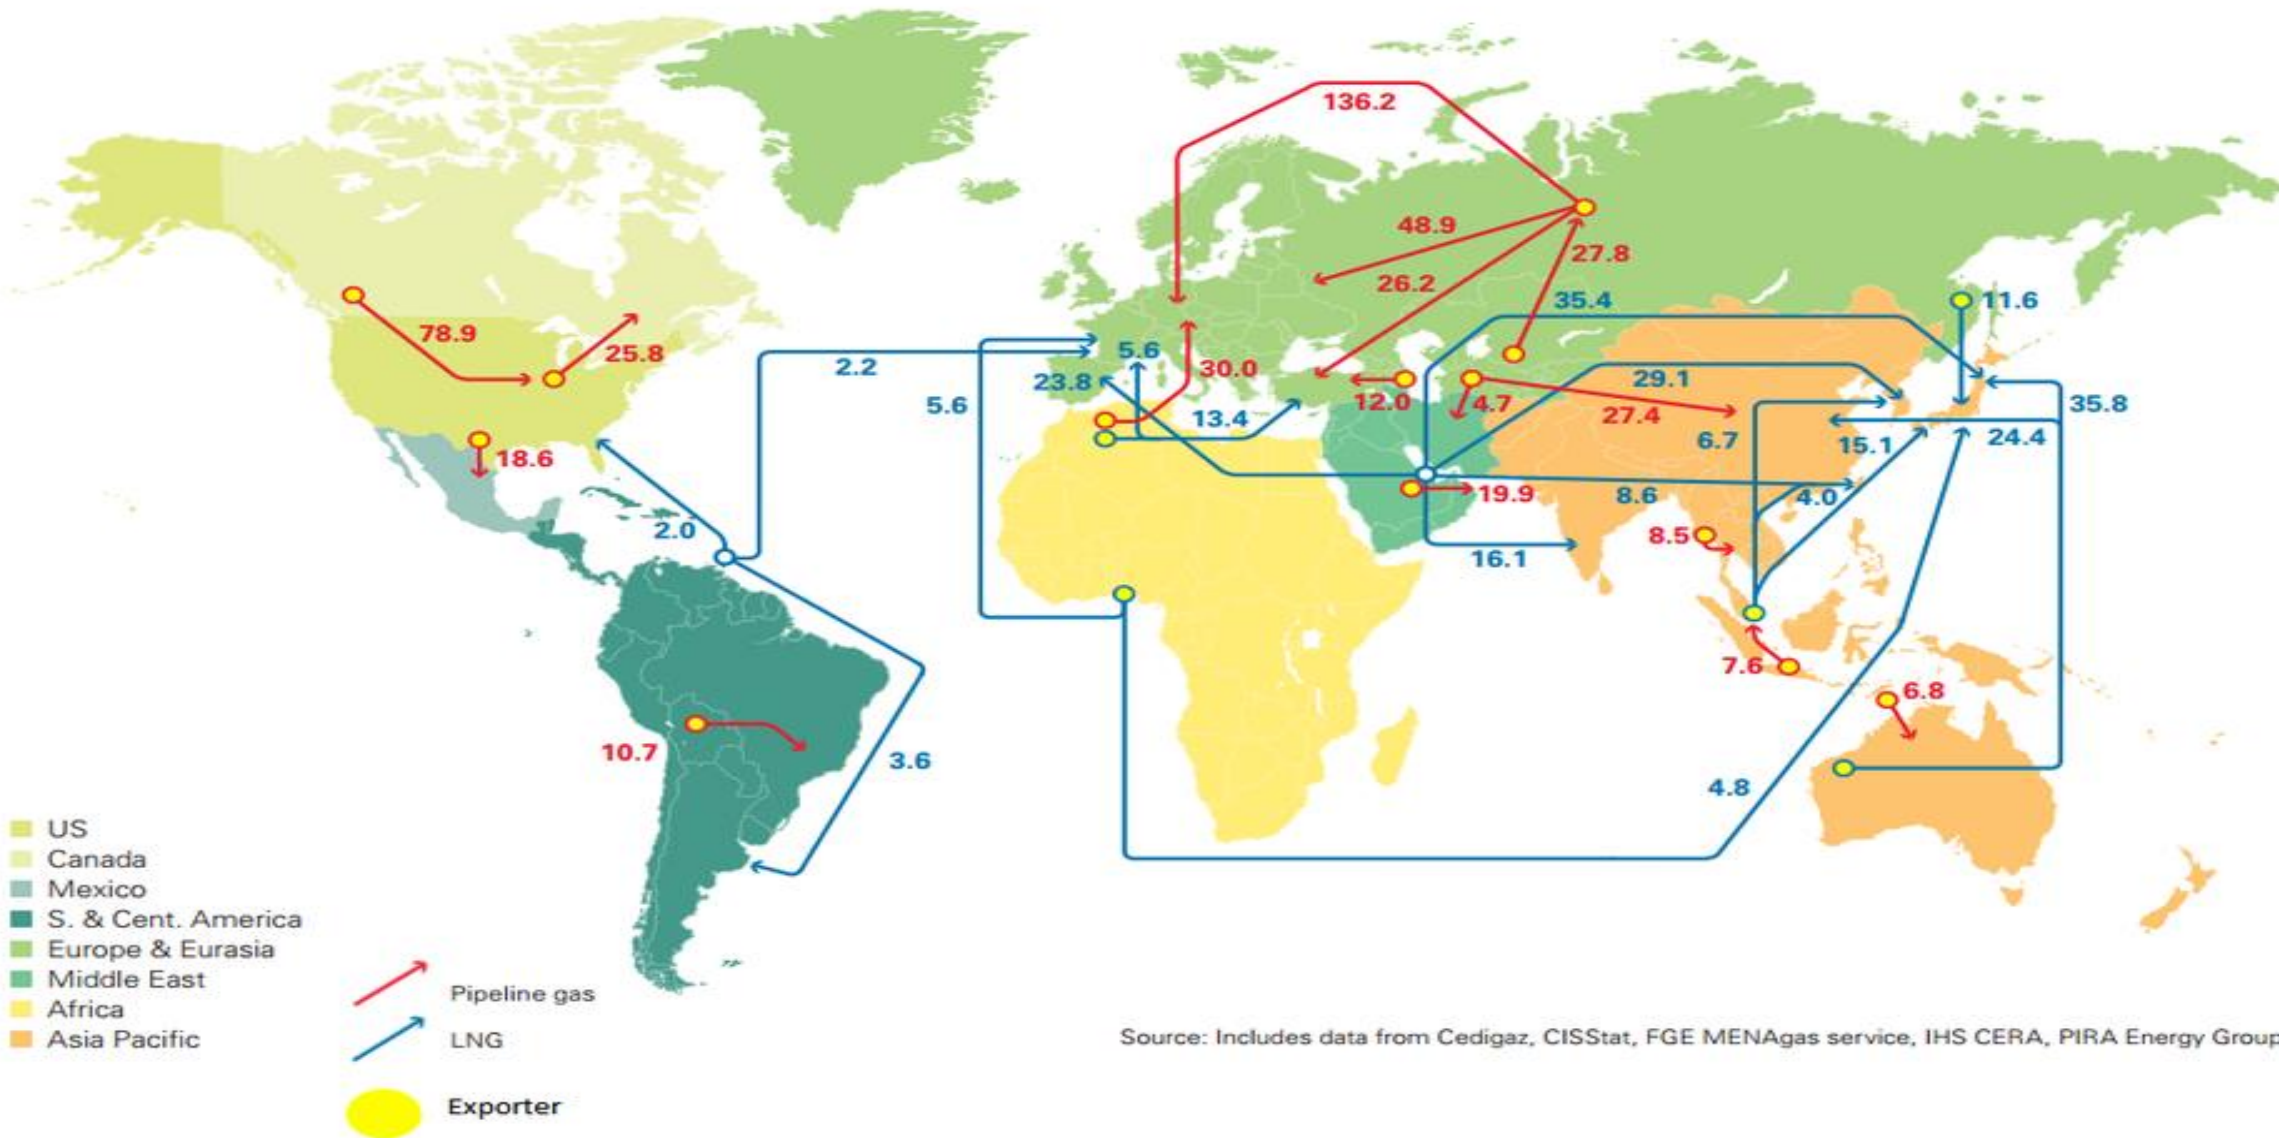 136.2
48.9
27.8
26.2
35.4
11.6
78.9
25.8
2.2
5.6
30.0
29.1
23.8
12.0
4.7
27.4
35.8
5.6
13.4
6.7
15.1
24.4
18.6
19.9
8.6
4.0
2.0
8.5
16.1
7.6
6.8
10.7
3.6
4.8
US
Canada
Mexico
S. & Cent. America
Europe & Eurasia
Middle East
Africa
Asia Pacific
Pipeline gas
LNG
Exporter
Source: Includes data from Cedigaz, CISStat, FGE MENAgas service, IHS CERA, PIRA Energy Group